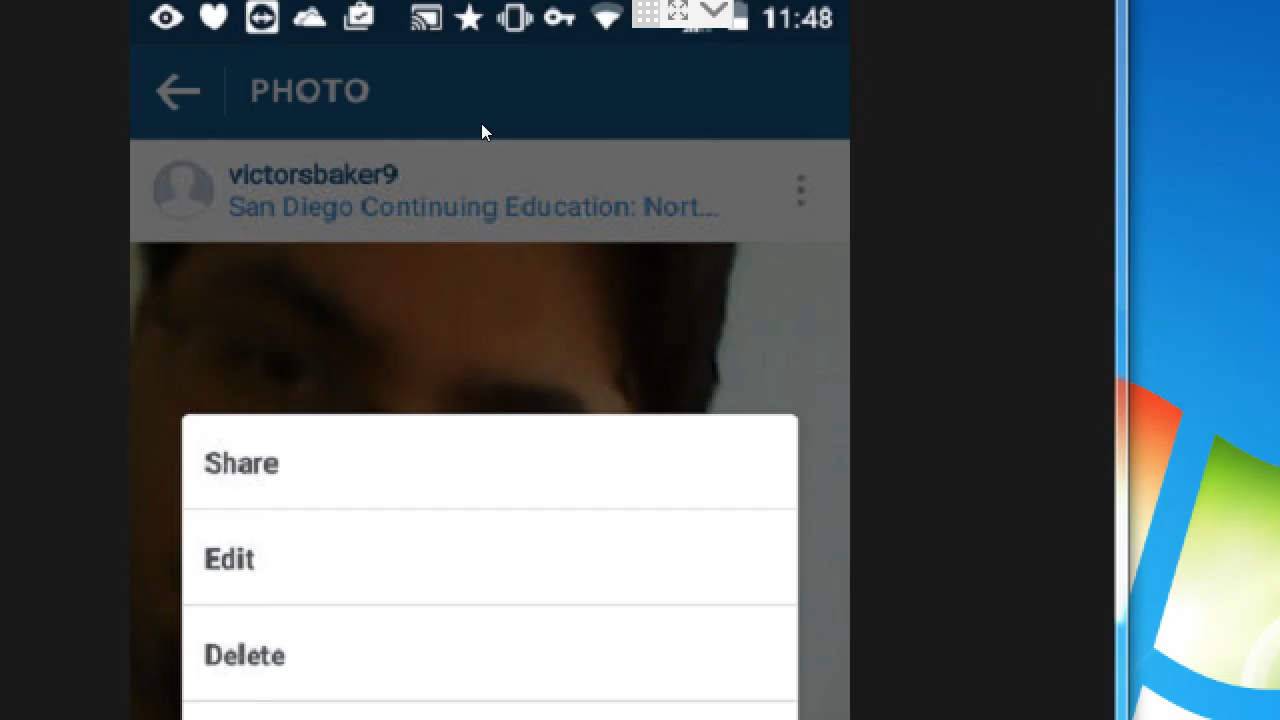 11:48
PHOTO
victorsbaker9
San Diego Continuing Education: Nort...
Share
Edit
Delete